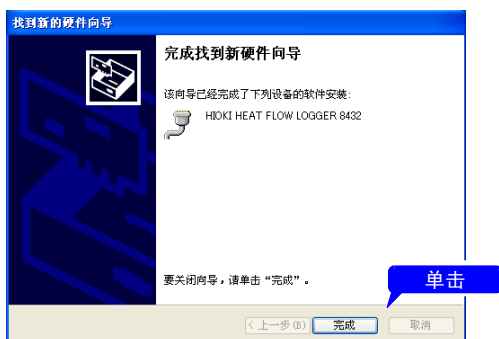 找到新的硬件向导
完成找到新硬件向导
该向导已经完成了下列设备的软件安装:
HIOKI HEAT FLOW LOGGER 8432
要关闭向导，请单击“完成”。
单击
< 上一步(B)
完成
取消